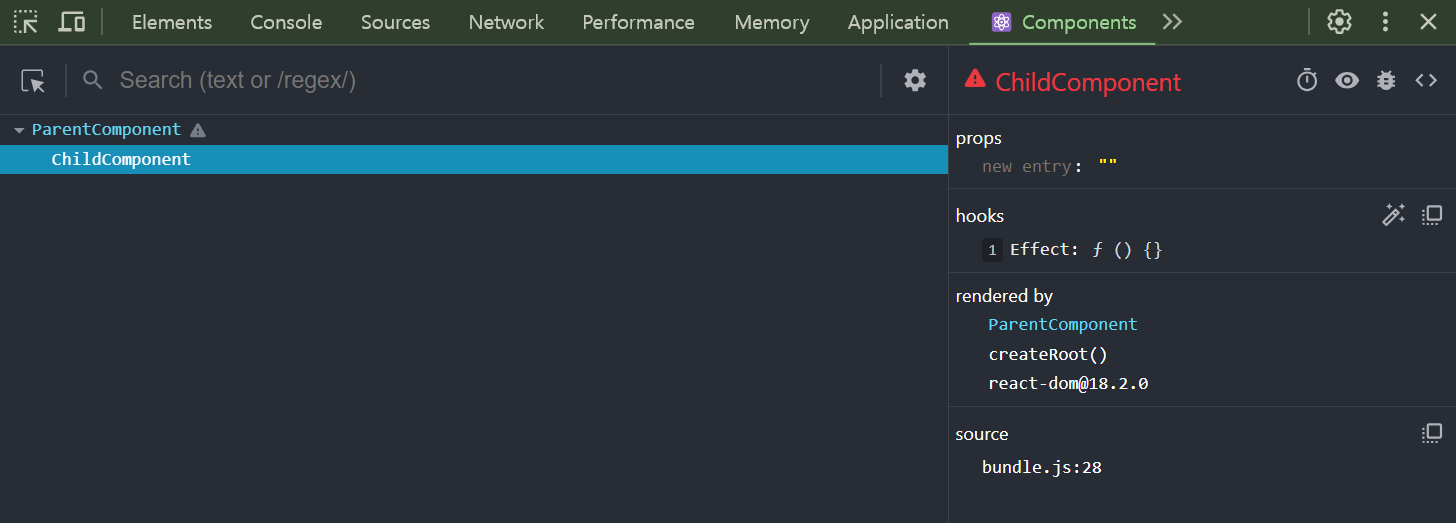 Elements Console Sources Network Performance Memory Application Components
Search (text or /regex/)
ChildComponent
ParentComponent
ChildComponent
props
new entry: ""
hooks
1 Effect: ƒ () {}
rendered by
ParentComponent
createRoot()
react-dom@18.2.0
source
bundle.js:28